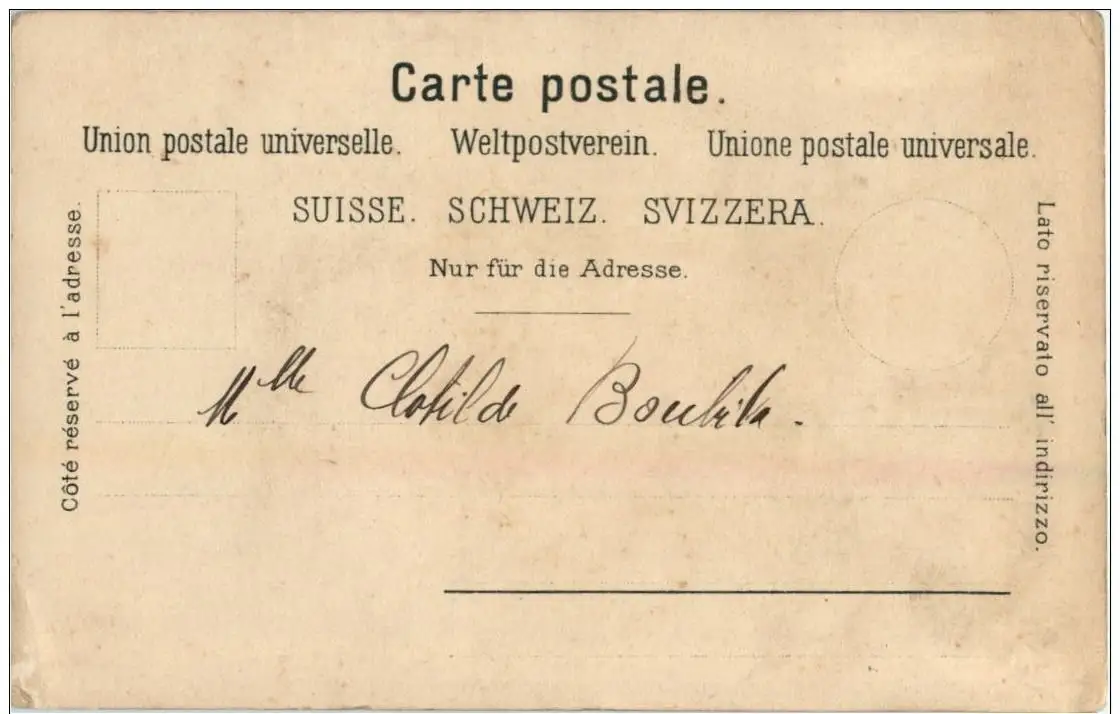 Carte postale.
Union postale universelle. Weltpostverein. Unione postale universale.
SUISSE. SCHWEIZ. SVIZZERA.
Nur für die Adresse.
Côté réservé à l'adresse.
Lato riservato all' indirizzo.
Mlle Clotilde